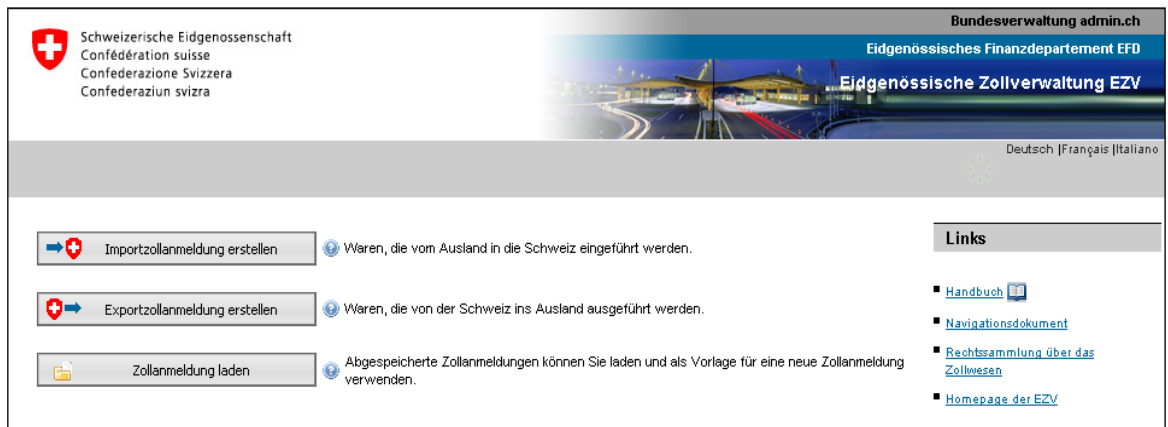 Schweizerische Eidgenossenschaft
Confédération suisse
Confederazione Svizzera
Confederaziun svizra
Bundesverwaltung admin.ch
Eidgenössisches Finanzdepartement EFD
Eidgenössische Zollverwaltung EZV
Deutsch |Français |Italiano
Importzollanmeldung erstellen
Waren, die vom Ausland in die Schweiz eingeführt werden.
Exportzollanmeldung erstellen
Waren, die von der Schweiz ins Ausland ausgeführt werden.
Zollanmeldung laden
Abgespeicherte Zollanmeldungen können Sie laden und als Vorlage für eine neue Zollanmeldung
verwenden.
Links
Handbuch
Navigationsdokument
Rechtssammlung über das
Zollwesen
Homepage der EZV